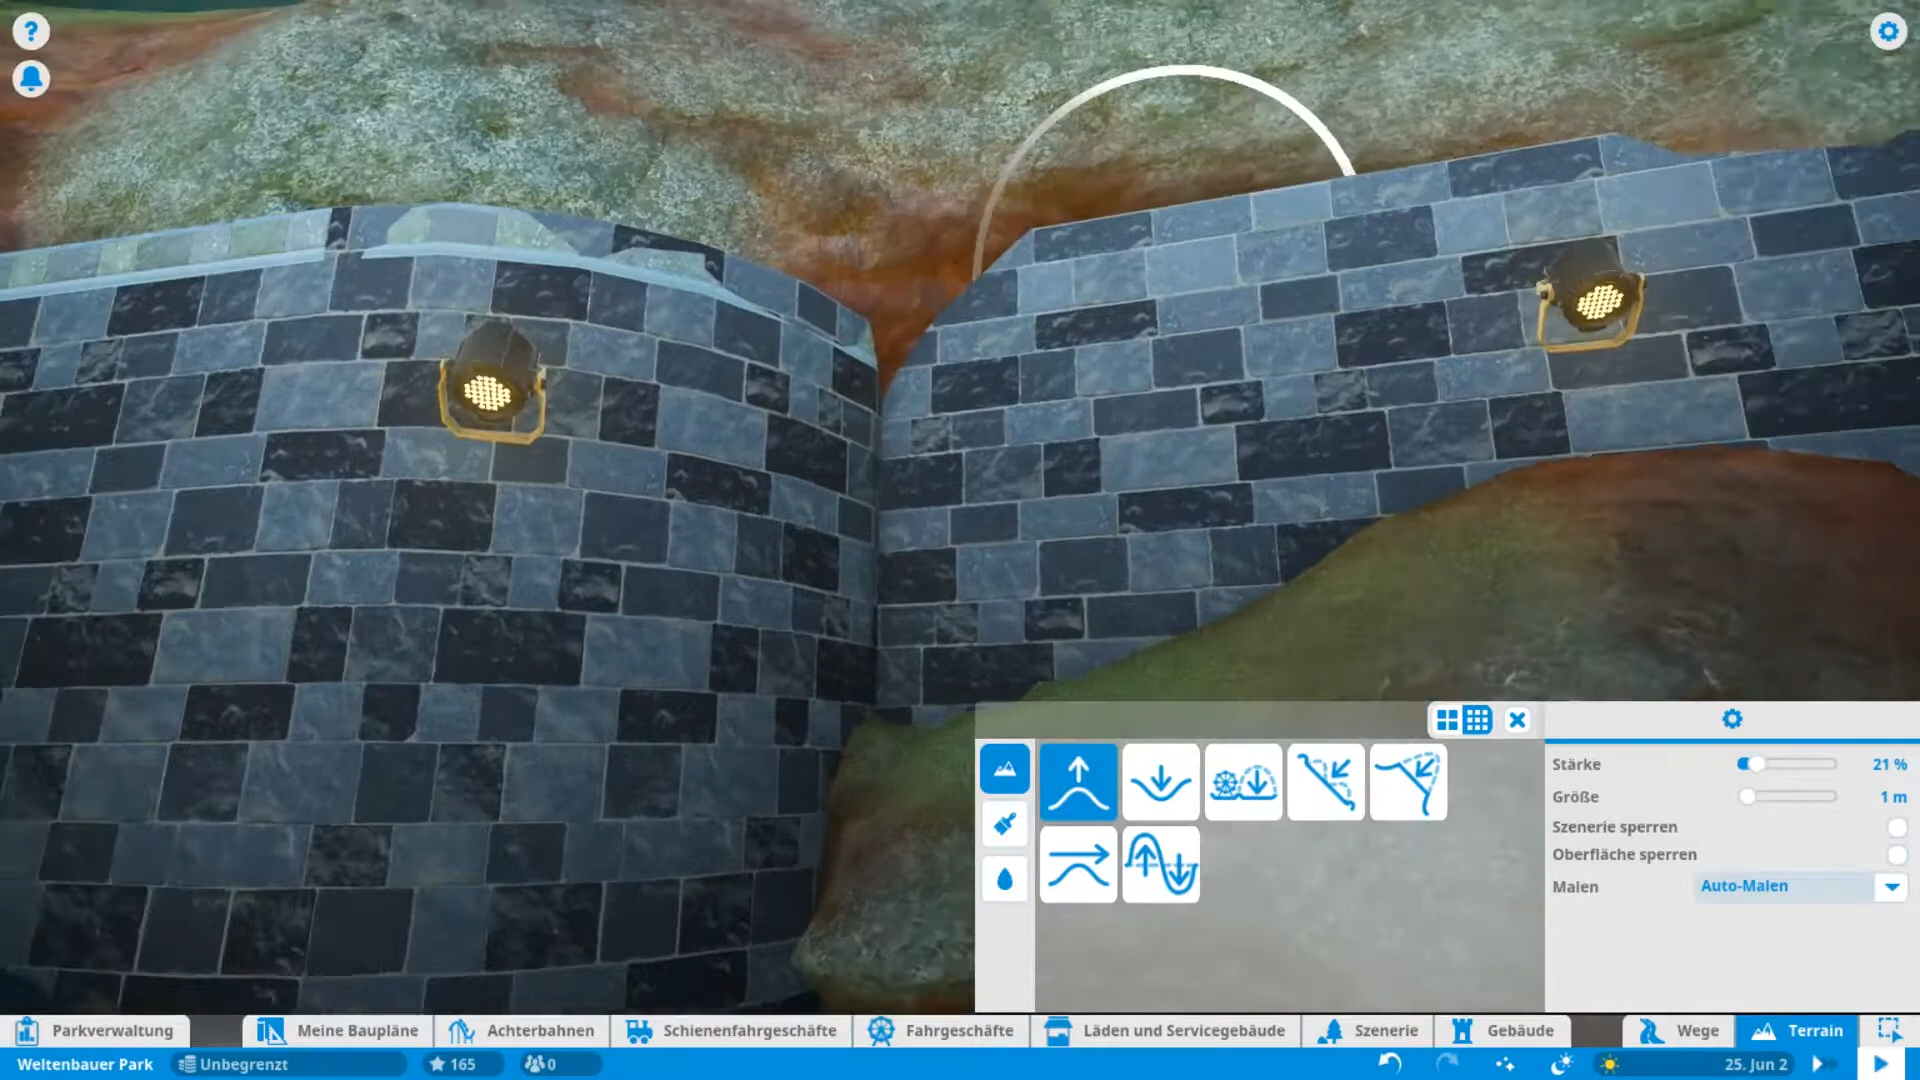 ?
Stärke 21 %
Größe 1 m
Szenerie sperren
Oberfläche sperren
Malen Auto-Malen
Parkverwaltung Meine Baupläne Achterbahnen Schienenfahrgeschäfte Fahrgeschäfte Läden und Servicegebäude Szenerie Gebäude Wege Terrain
Weltenbauer Park Unbegrenzt 165 0 25. Jun 2